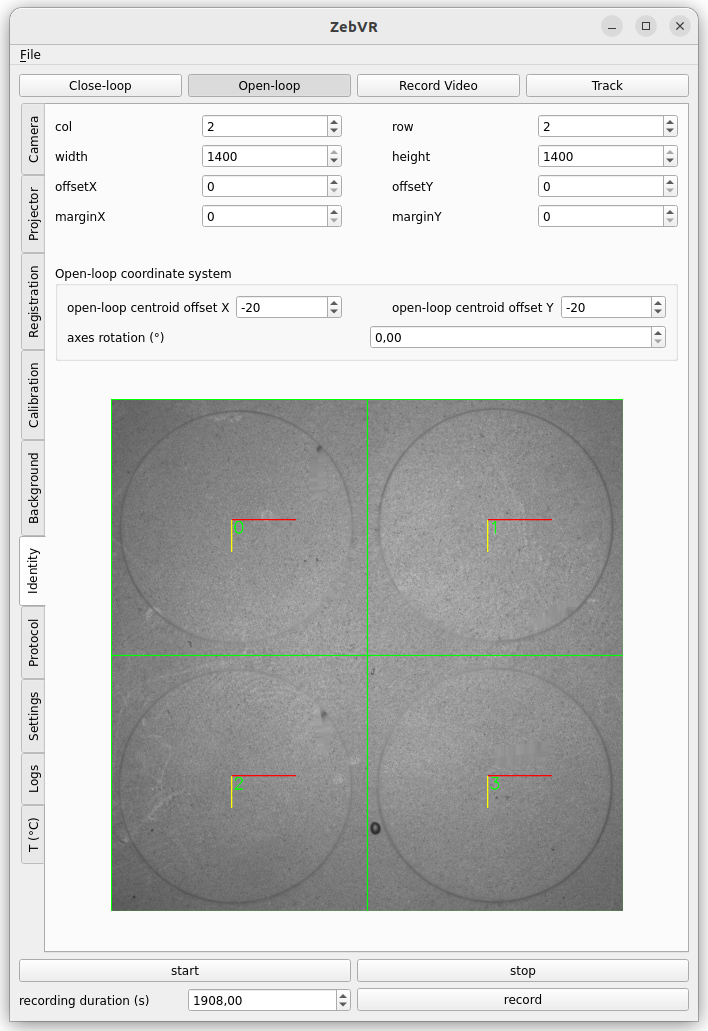 ZebVR
File
Close-loop Open-loop Record Video Track
Camera
Projector
Registration
Calibration
Background
Identity
Protocol
Settings
Logs
T (°C)
col 2 row 2
width 1400 height 1400
offsetX 0 offsetY 0
marginX 0 marginY 0
Open-loop coordinate system
open-loop centroid offset X -20 open-loop centroid offset Y -20
axes rotation (°) 0,00
0 1
2 3
start stop
recording duration (s) 1908,00 record